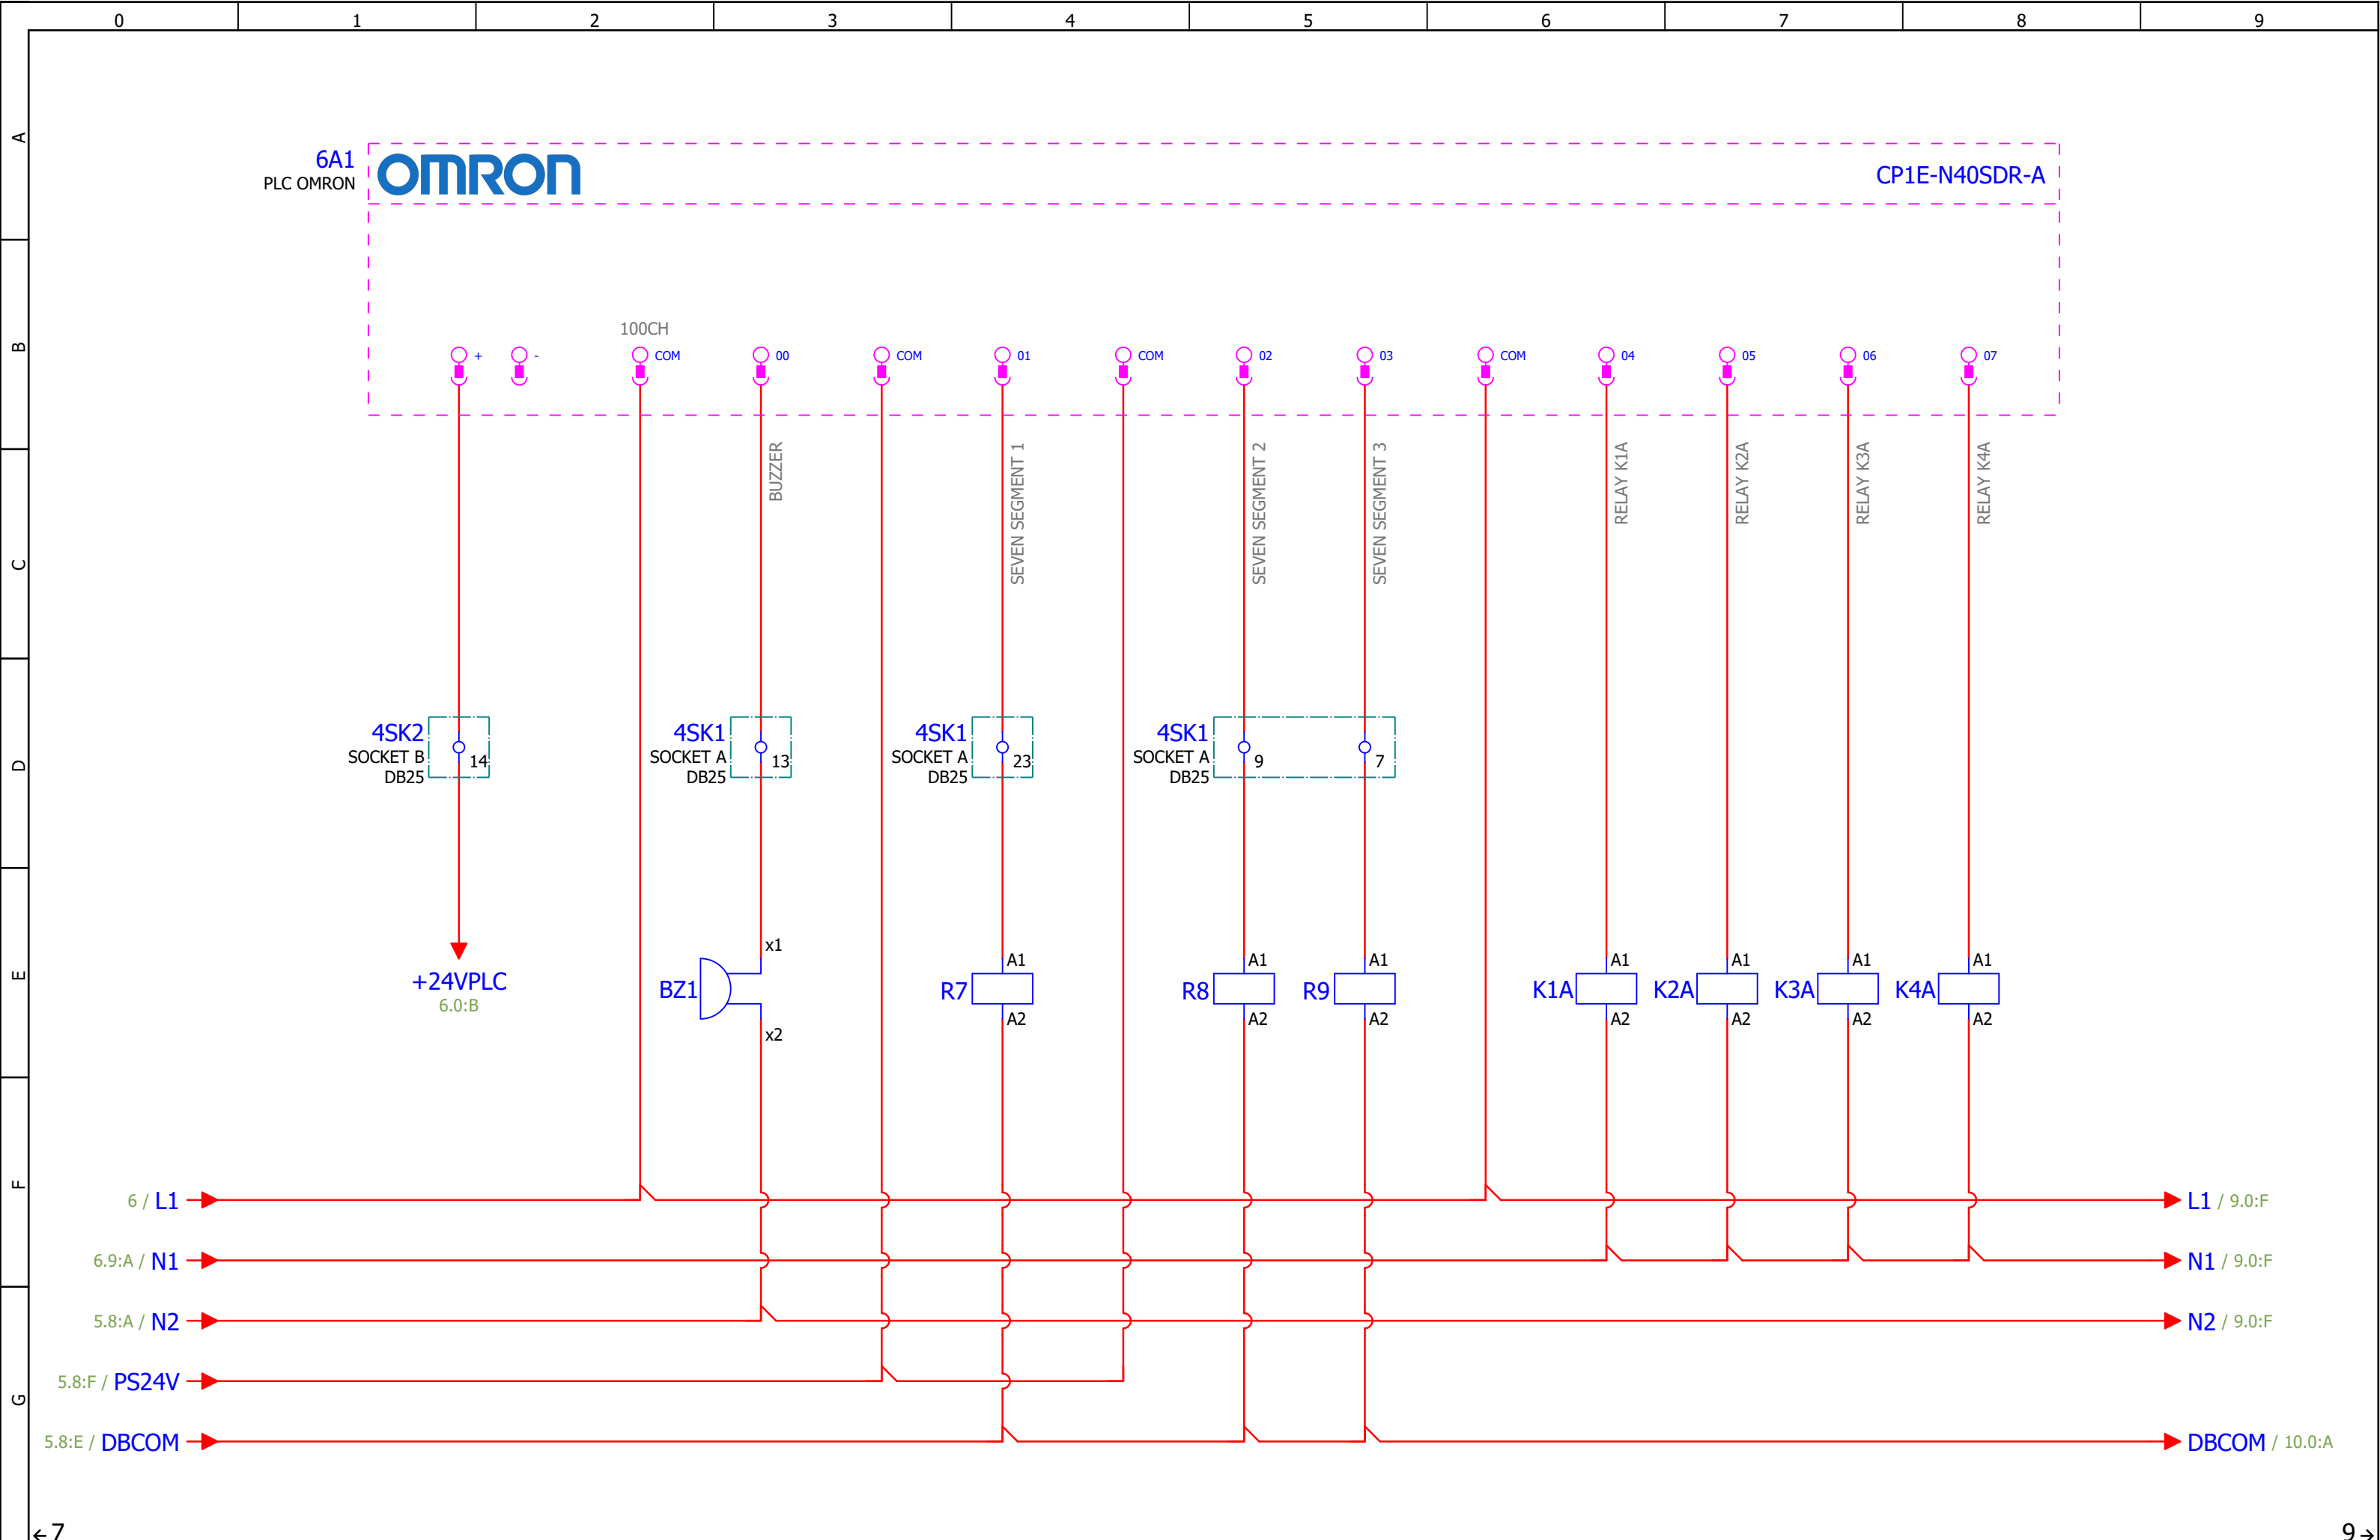 0 1 2 3 4 5 6 7 8 9
A
6A1
PLC OMRON
OMRON
CP1E-N40SDR-A
B
100CH
+ - COM 00 COM 01 COM 02 03 COM 04 05 06 07
BUZZER
SEVEN SEGMENT 1
SEVEN SEGMENT 2
SEVEN SEGMENT 3
RELAY K1A
RELAY K2A
RELAY K3A
RELAY K4A
C
D
4SK2
SOCKET B
DB25
14
4SK1
SOCKET A
DB25
13
4SK1
SOCKET A
DB25
23
4SK1
SOCKET A
DB25
9
7
E
+24VPLC
6.0:B
x1
BZ1
x2
A1
R7
A2
A1
R8
A2
A1
R9
A2
A1
K1A
A2
A1
K2A
A2
A1
K3A
A2
A1
K4A
A2
F
6 / L1
L1 / 9.0:F
6.9:A / N1
N1 / 9.0:F
5.8:A / N2
N2 / 9.0:F
G
5.8:F / PS24V
5.8:E / DBCOM
DBCOM / 10.0:A
←7
9→